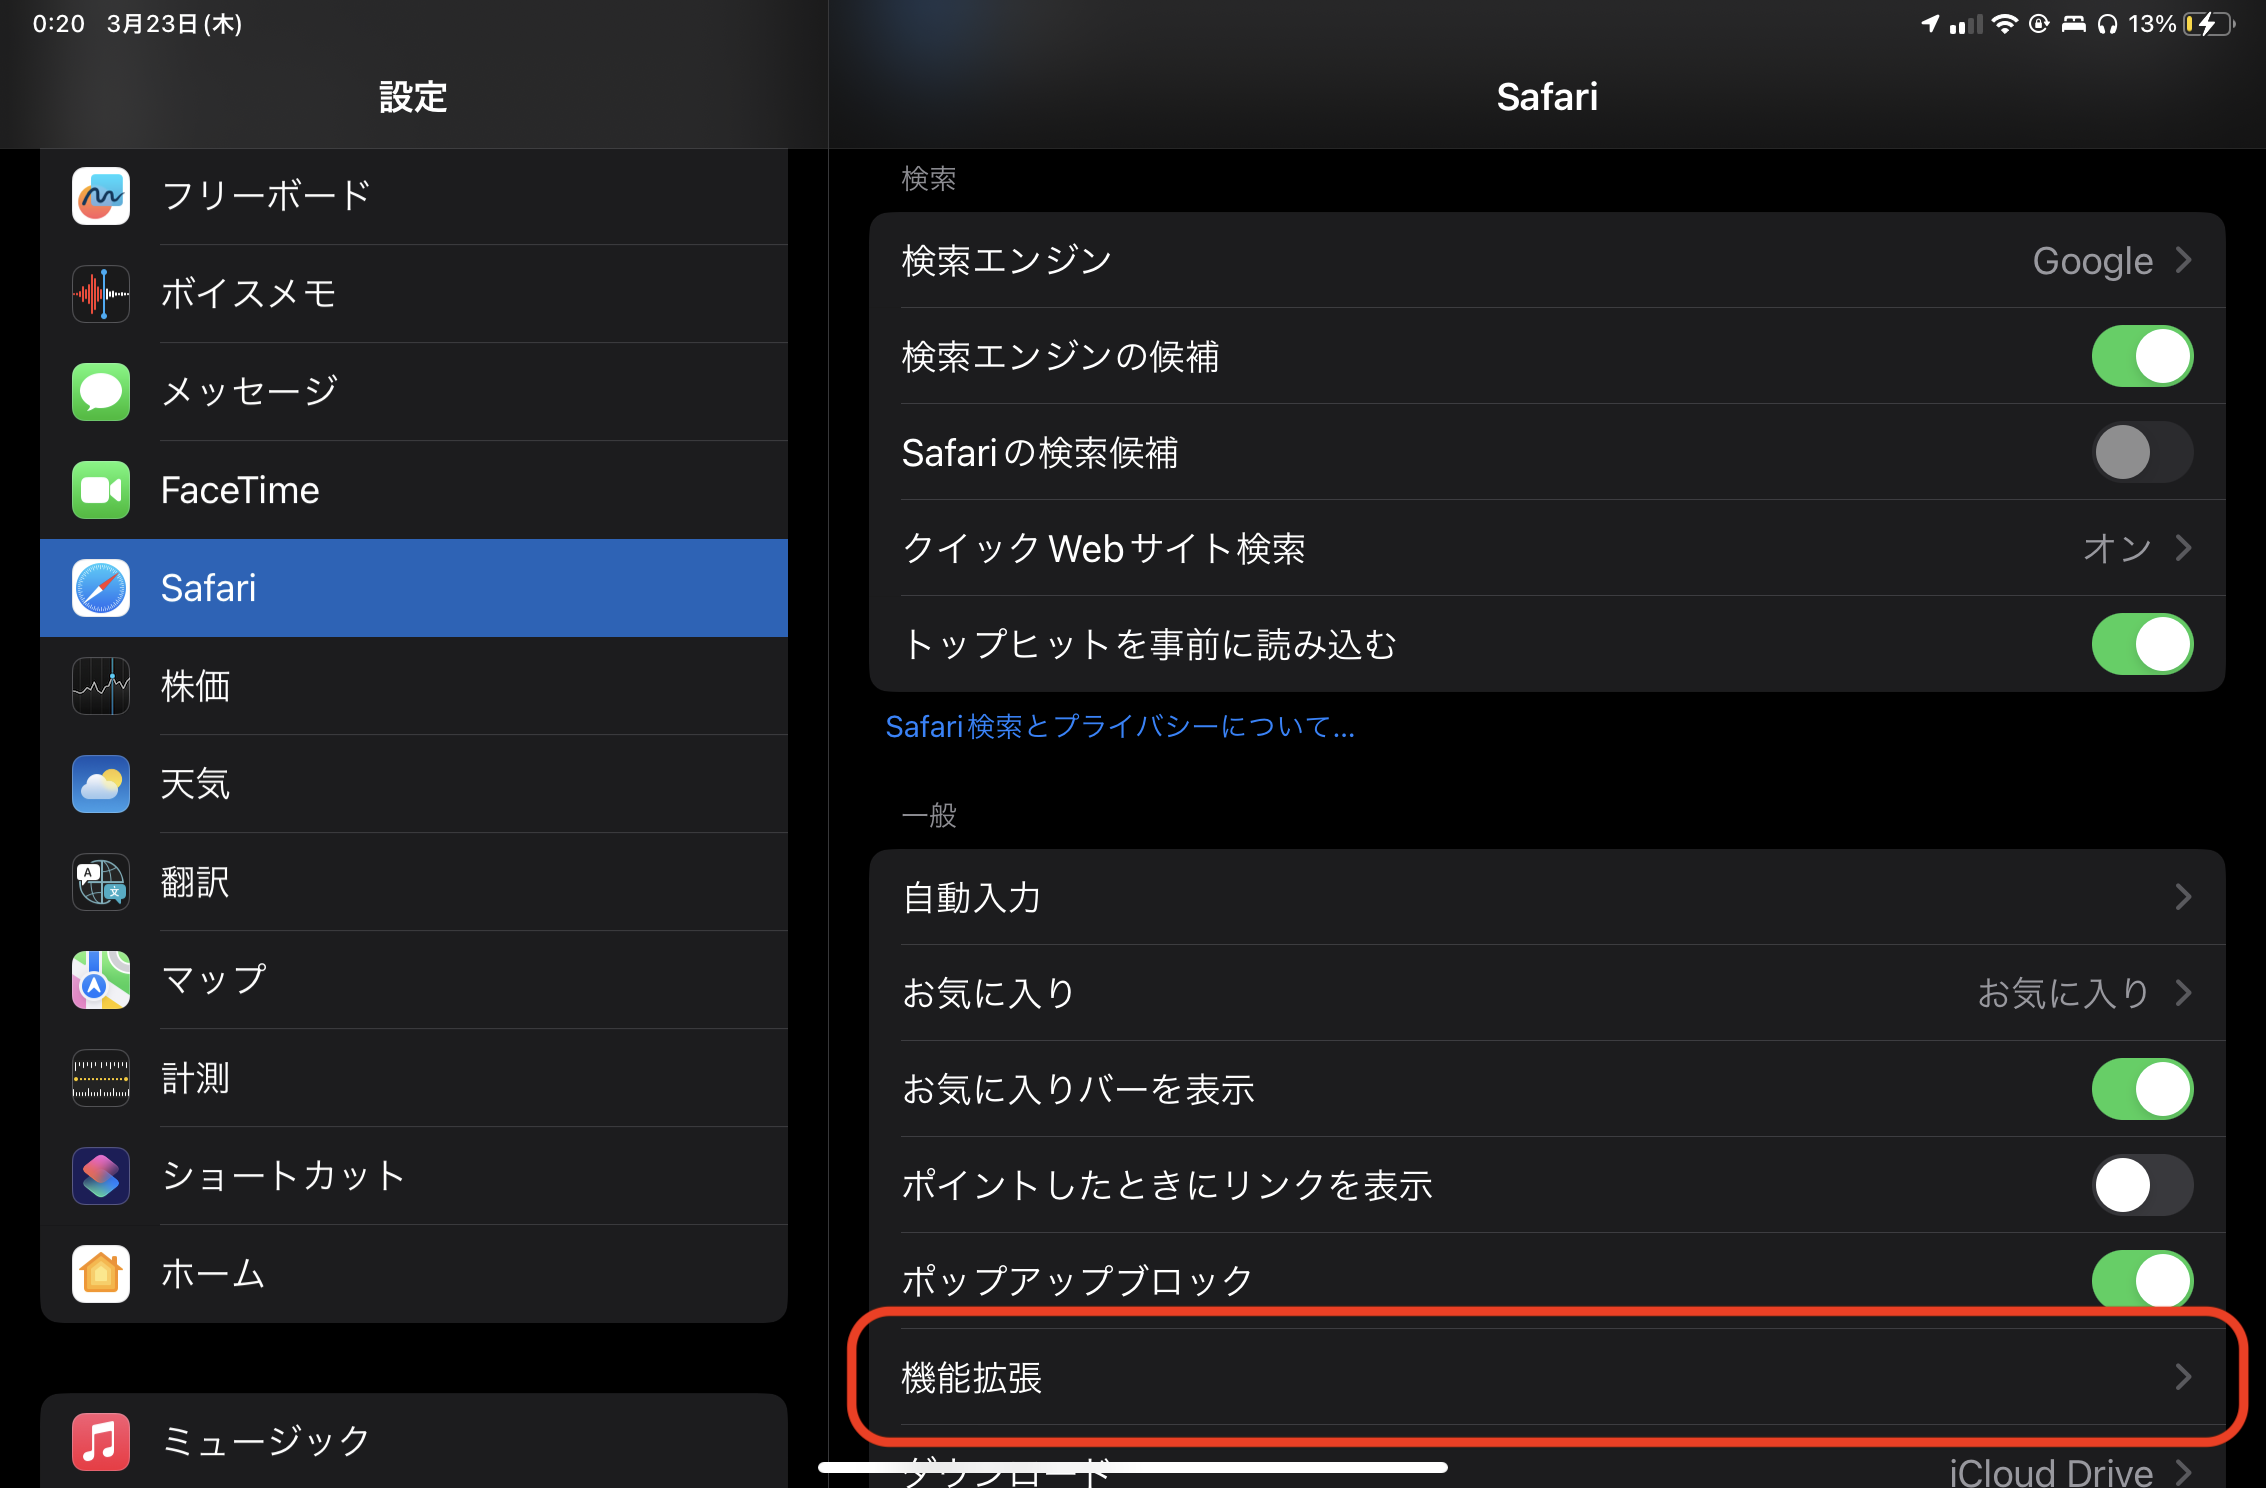 0:20 3月23日(木)
13%
設定
フリーボード
ボイスメモ
メッセージ
FaceTime
Safari
株価
天気
翻訳
マップ
計測
ショートカット
ホーム
ミュージック
Safari
検索
検索エンジン Google
検索エンジンの候補
Safariの検索候補
クイックWebサイト検索 オン
トップヒットを事前に読み込む
Safari検索とプライバシーについて...
一般
自動入力
お気に入り お気に入り
お気に入りバーを表示
ポイントしたときにリンクを表示
ポップアップブロック
機能拡張
ダウンロード iCloud Drive